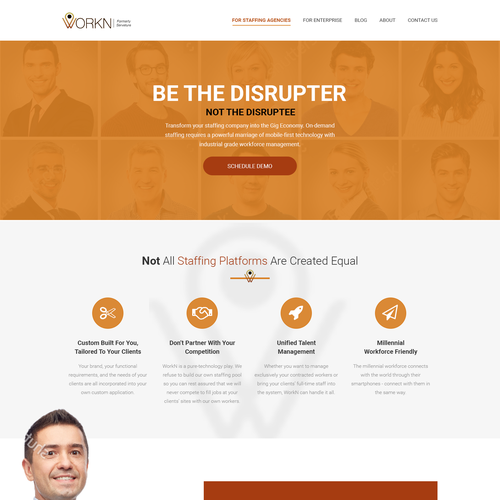 WORKN
Formerly
FOR STAFFING AGENCIES
FOR ENTERPRISE
BLOG
ABOUT
CONTACT US
BE THE DISRUPTER
NOT THE DISRUPTEE
Transform your staffing company into the Gig Economy. On-demand
staffing requires a powerful marriage of mobile-first technology with
industrial grade workforce management.
SCHEDULE DEMO
Not All Staffing Platforms Are Created Equal
Custom Built For You,
Tailored To Your Clients
Your brand, your functional
requirements, and the needs of your
clients are all incorporated into your
own custom application.
Don't Partner With Your
Competition
WorkN is a pure-technology play. We
refuse to build our own staffing pool
so you can rest assured that we will
never compete to fill jobs at your
clients' sites with our own workers.
Unified Talent
Management
Whether you want to manage
exclusively your contracted workers or
bring your clients' full-time staff into
the system, WorkN can handle it all.
Millennial
Workforce Friendly
The millennial workforce connects
with the world through their
smartphones - connect with them in
the same way.